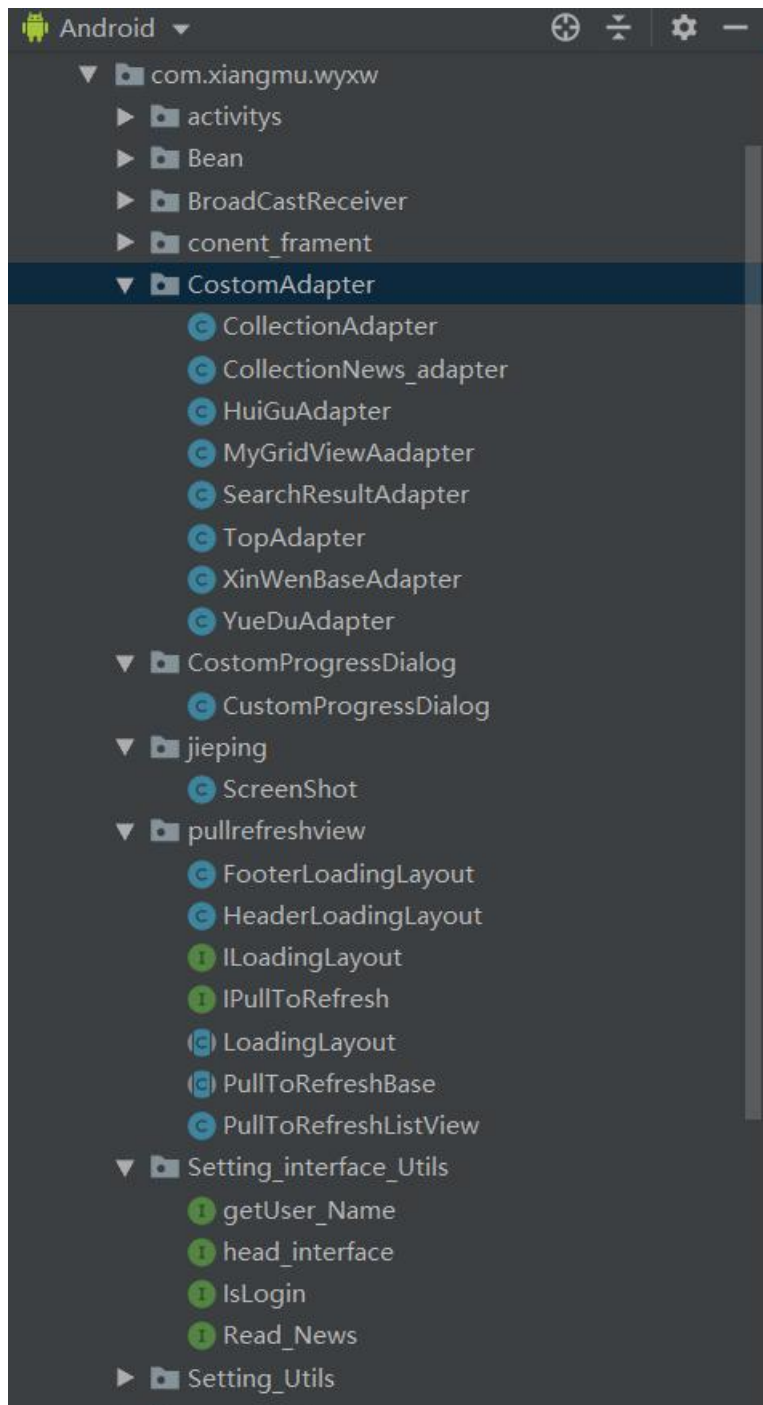 Android
com.xiangmu.wyxw
activitys
Bean
BroadCastReceiver
conent_frament
CostomAdapter
C CollectionAdapter
C CollectionNews_adapter
C HuiGuAdapter
C MyGridViewAadapter
C SearchResultAdapter
C TopAdapter
C XinWenBaseAdapter
C YueDuAdapter
CostomProgressDialog
C CustomProgressDialog
jieping
C ScreenShot
pullrefreshview
C FooterLoadingLayout
C HeaderLoadingLayout
I ILoadingLayout
I IPullToRefresh
C LoadingLayout
C PullToRefreshBase
C PullToRefreshListView
Setting_interface_Utils
I getUser_Name
I head_interface
I IsLogin
I Read_News
Setting_Utils